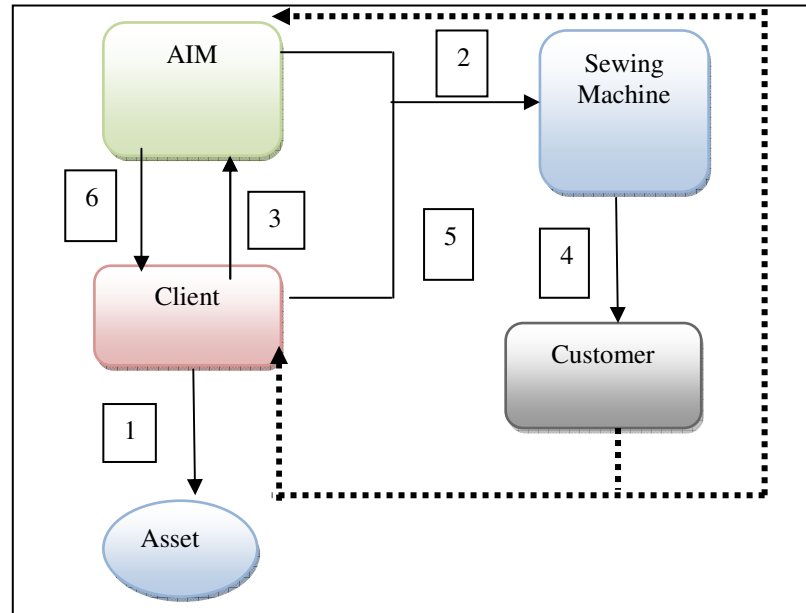 AIM
2
Sewing
Machine
6
3
5
4
Client
Customer
1
Asset